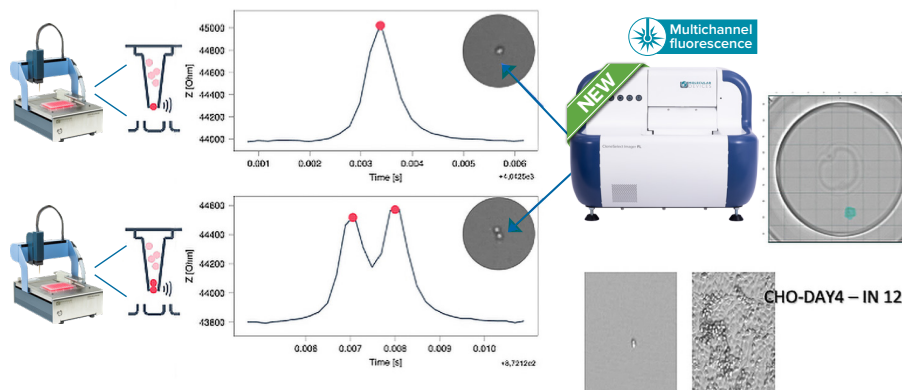 Multichannel
fluorescence
NEW
45000
44800
44600
44400
44200
44000
Z [Ohm]
0.001
0.002
0.003
0.004
0.005
0.006
Time [s]
+4,0425e3
44600
44400
44200
44000
43800
Z [Ohm]
0.006
0.007
0.008
0.009
0.010
Time [s]
+8,7212e2
CHO-DAY4 – IN 12